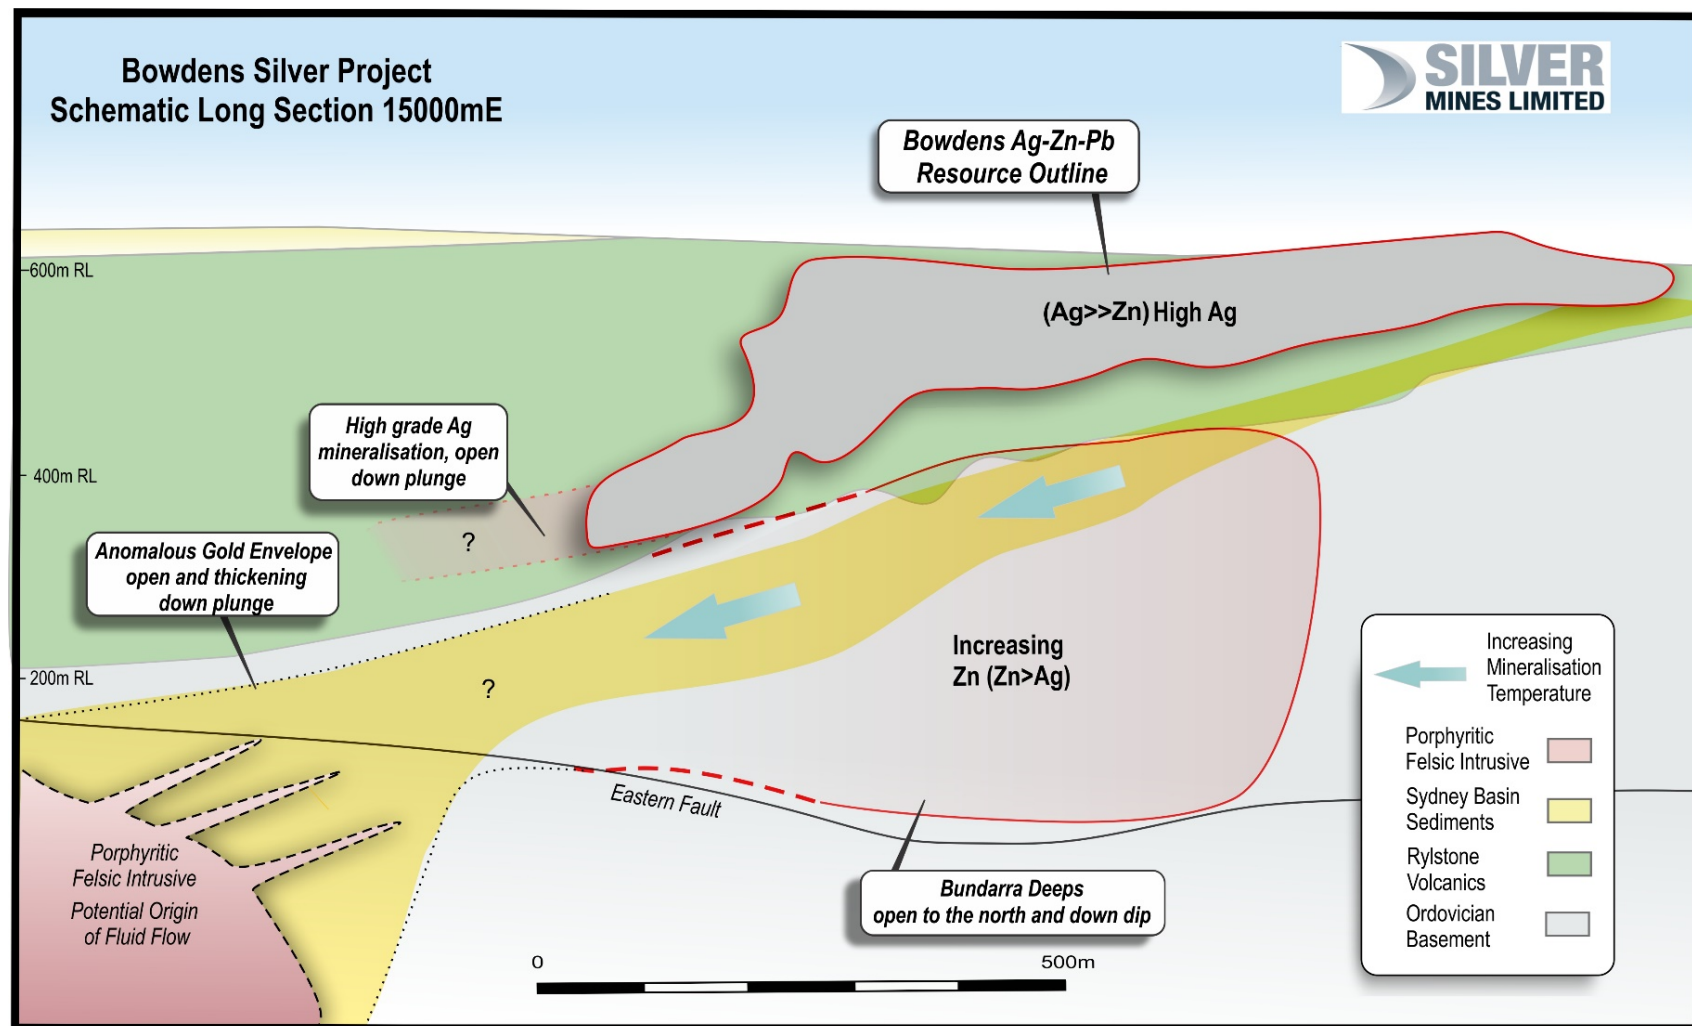 Bowdens Silver Project
Schematic Long Section 15000mE
SILVER
MINES LIMITED
Bowdens Ag-Zn-Pb
Resource Outline
600m RL
(Ag>>Zn) High Ag
High grade Ag
mineralisation, open
down plunge
400m RL
?
Anomalous Gold Envelope
open and thickening
down plunge
200m RL
?
Increasing
Zn (Zn>Ag)
Increasing
Mineralisation
Temperature
Porphyritic
Felsic Intrusive
Sydney Basin
Sediments
Rylstone
Volcanics
Ordovician
Basement
Eastern Fault
Porphyritic
Felsic Intrusive
Potential Origin
of Fluid Flow
Bundarra Deeps
open to the north and down dip
0
500m